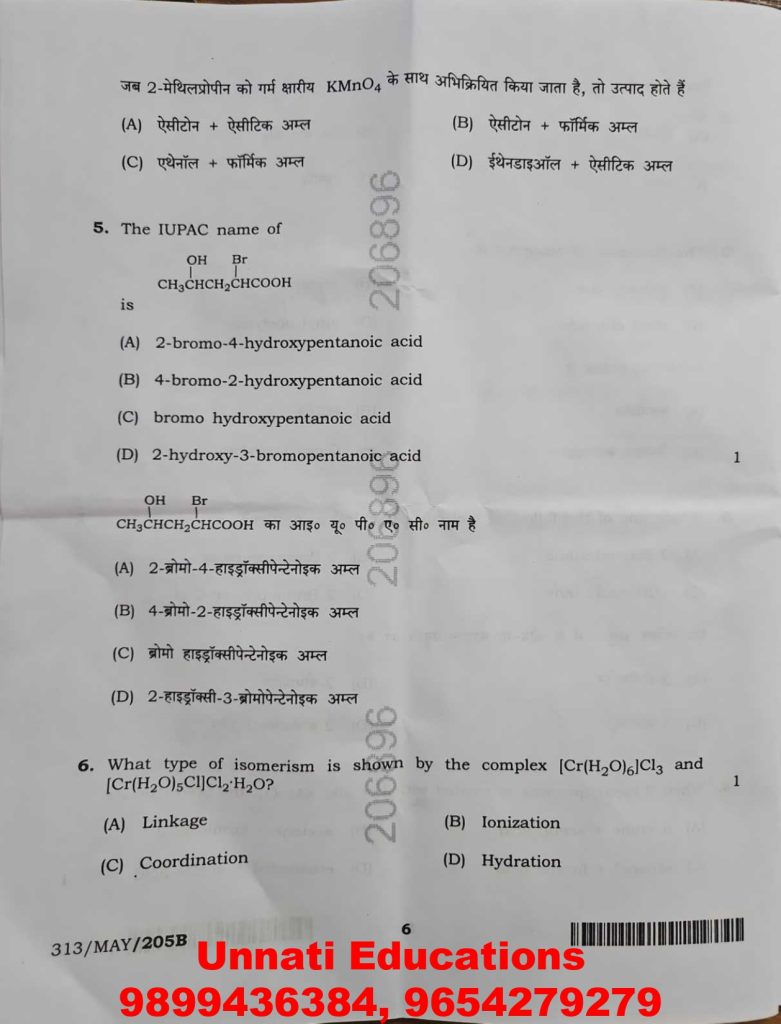 जब 2-मेथिलप्रोपीन को गर्म क्षारीय KMnO₄ के साथ अभिक्रियित किया जाता है, तो उत्पाद होते हैं
(A) ऐसीटोन + ऐसीटिक अम्ल (B) ऐसीटोन + फॉर्मिक अम्ल
(C) एथेनॉल + फॉर्मिक अम्ल (D) ईथेनडाइऑल + ऐसीटिक अम्ल
5. The IUPAC name of
OH Br
CH₃CHCH₂CHCOOH
is
(A) 2-bromo-4-hydroxypentanoic acid
(B) 4-bromo-2-hydroxypentanoic acid
(C) bromo hydroxypentanoic acid
(D) 2-hydroxy-3-bromopentanoic acid 1
OH Br
CH₃CHCH₂CHCOOH का आइ० यू० पी० ए० सी० नाम है
(A) 2-ब्रोमो-4-हाइड्रॉक्सीपेन्टेनोइक अम्ल
(B) 4-ब्रोमो-2-हाइड्रॉक्सीपेन्टेनोइक अम्ल
(C) ब्रोमो हाइड्रॉक्सीपेन्टेनोइक अम्ल
(D) 2-हाइड्रॉक्सी-3-ब्रोमोपेन्टेनोइक अम्ल
6. What type of isomerism is shown by the complex [Cr(H₂O)₆]Cl₃ and
[Cr(H₂O)₅Cl]Cl₂·H₂O? 1
(A) Linkage (B) Ionization
(C) Coordination (D) Hydration
206896
206896
206896
313/MAY/205B 6
Unnati Educations
9899436384, 9654279279